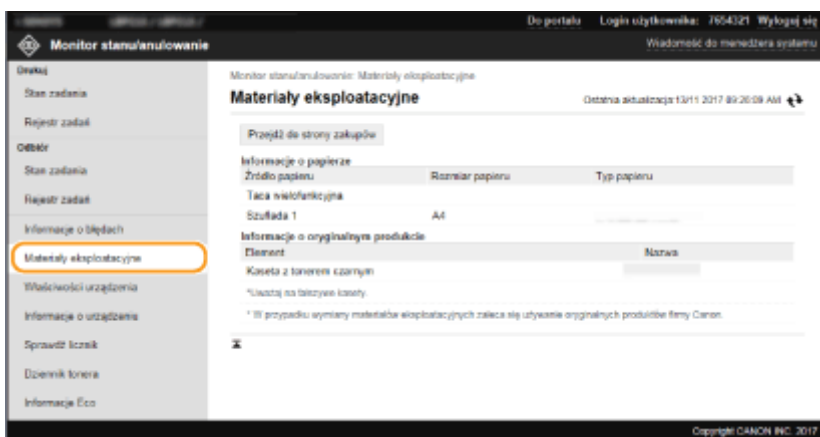 Do portalu Login użytkownika: 7654321 Wyloguj się
Monitor stanu/anulowanie
Wiadomość do menedżera systemu
Drukuj
Stan zadania
Rejestr zadań
Odbiór
Stan zadania
Rejestr zadań
Informacje o błędach
Materiały eksploatacyjne
Właściwości urządzenia
Informacje o urządzeniu
Sprawdź licznik
Dziennik tonera
Informacje Eco
Monitor stanu/anulowanie: Materiały eksploatacyjne
Materiały eksploatacyjne
Ostatnia aktualizacja 13/11 2017 09:20:09 AM
Przejdź do strony zakupów
Informacje o papierze
Źródło papieru Rozmiar papieru Typ papieru
Taca wielofunkcyjna
Szuflada 1 A4
Informacje o oryginalnym produkcie
Element Nazwa
Kaseta z tonerem czarnym
*Uważaj na fałszywe kasety.
* W przypadku wymiany materiałów eksploatacyjnych zaleca się używanie oryginalnych produktów firmy Canon.
Copyright CANON INC. 2017